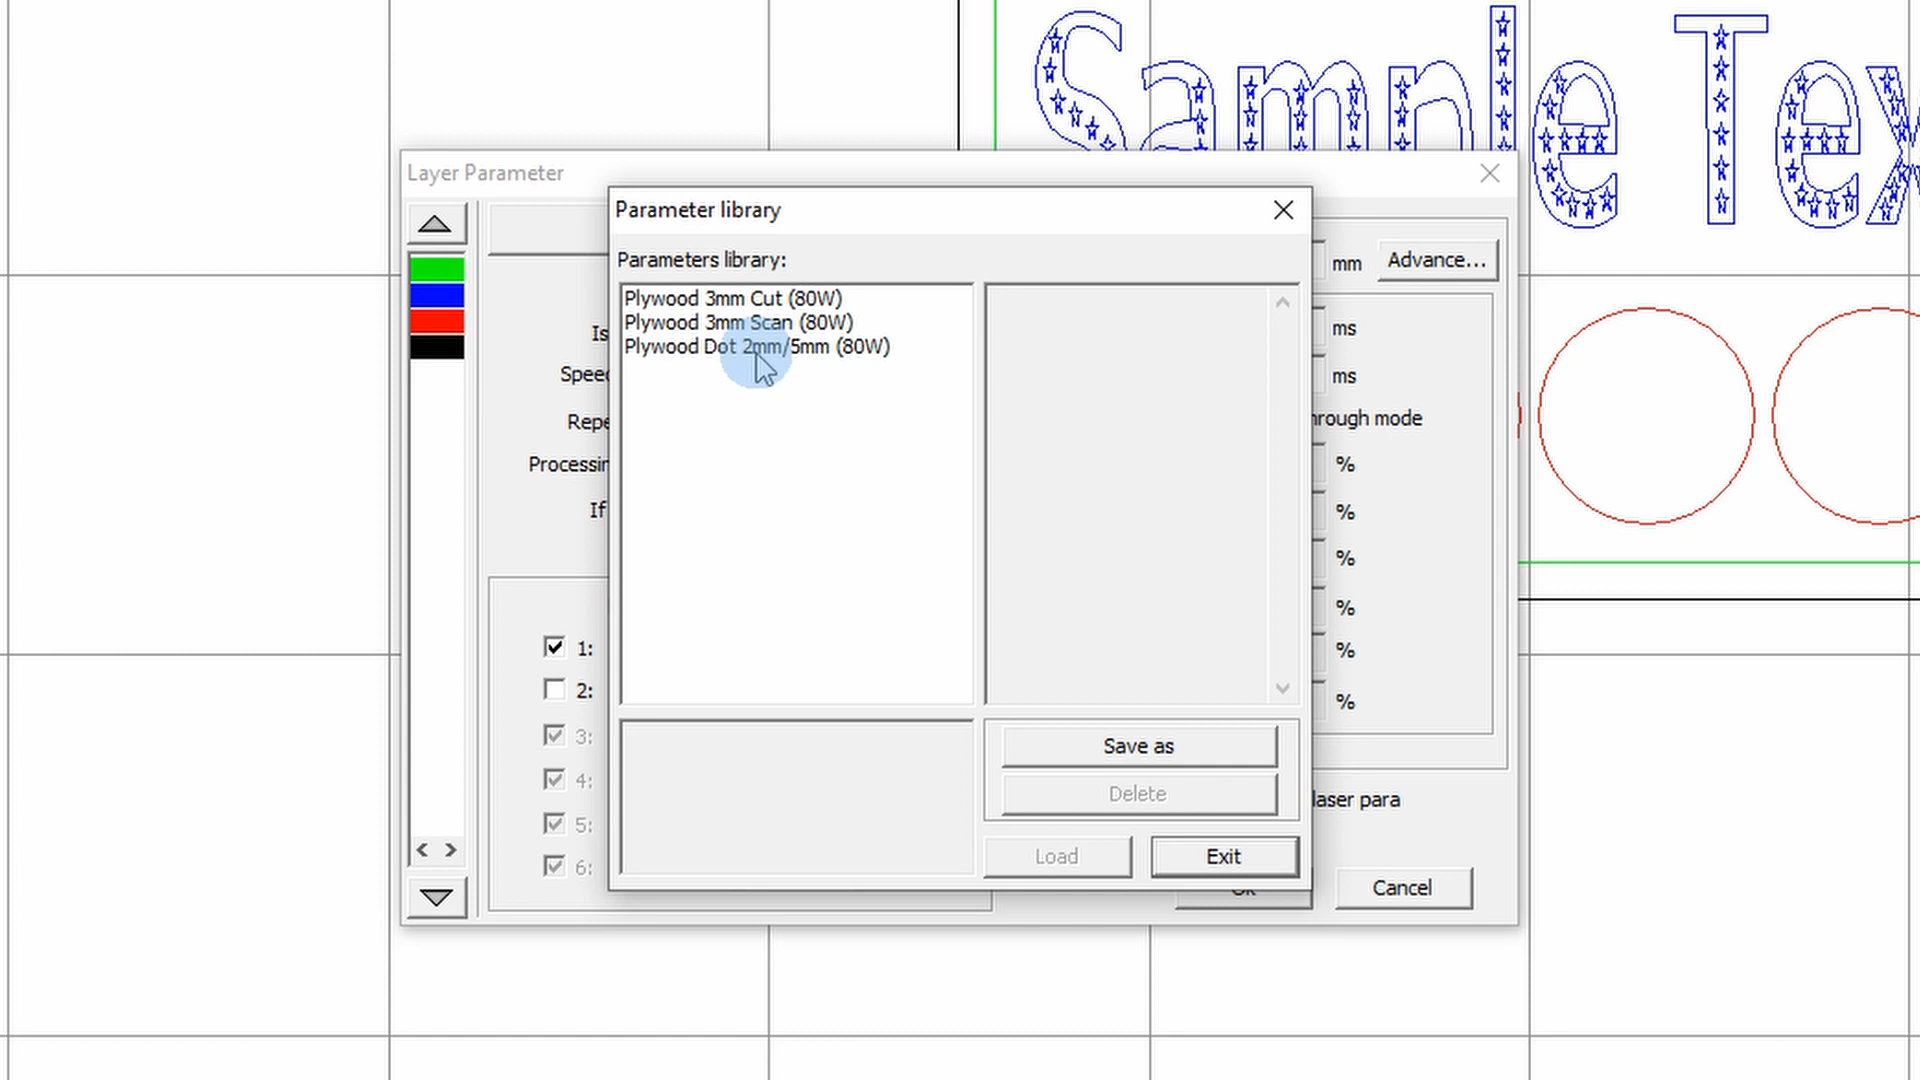 Sample Tex
Layer Parameter
Parameter library
Parameters library:
Plywood 3mm Cut (80W)
Plywood 3mm Scan (80W)
Plywood Dot 2mm/5mm (80W)
mm
Advance...
Is
ms
Speed
ms
Repe
hrough mode
Processin
%
If
%
%
%
1:
%
2:
%
3:
Save as
4:
Delete
laser para
5:
6:
Load
Exit
Ok
Cancel